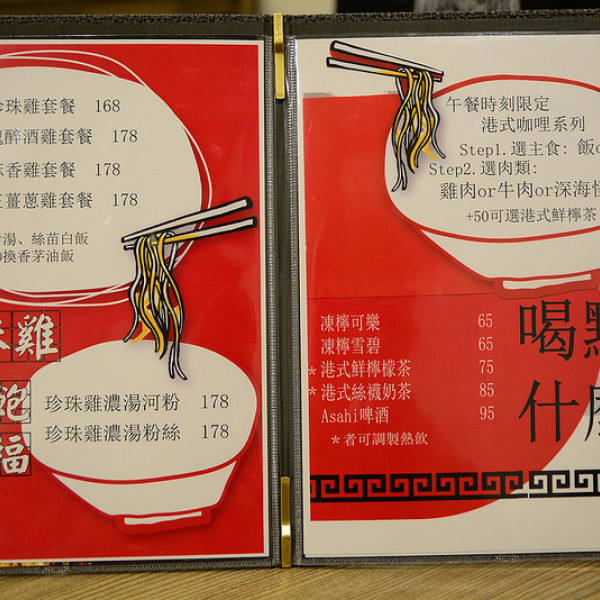 珍珠雞套餐 168
醉酒雞套餐 178
香雞套餐 178
薑蔥雞套餐 178
湯、絲苗白飯
換香茅油飯
雞
飽
福
珍珠雞濃湯河粉 178
珍珠雞濃湯粉絲 178
午餐時刻限定
港式咖哩系列
Step1.選主食: 飯o
Step2.選肉類:
雞肉or牛肉or深海
+50可選港式鮮檸茶
凍檸可樂 65
凍檸雪碧 65
*港式鮮檸檬茶 75
*港式絲襪奶茶 85
Asahi啤酒 95
*者可調製熱飲
喝點
什麼